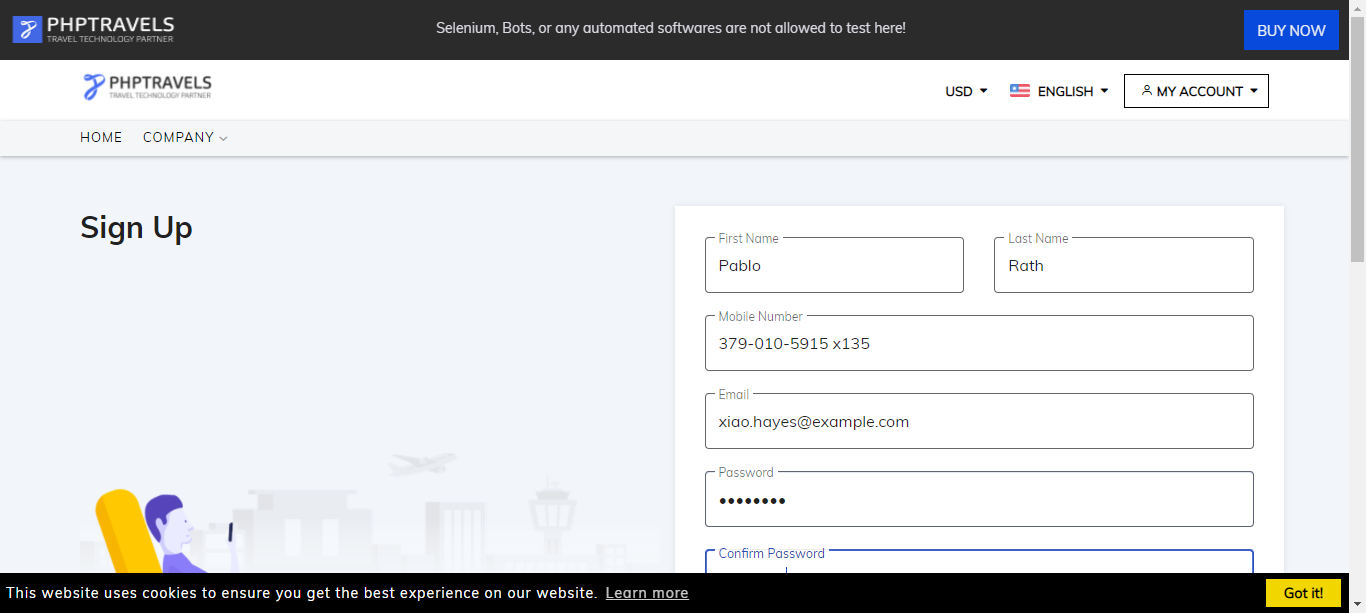 PHPTRAVELS
TRAVEL TECHNOLOGY PARTNER
Selenium, Bots, or any automated softwares are not allowed to test here!
BUY NOW
PHPTRAVELS
TRAVEL TECHNOLOGY PARTNER
USD
ENGLISH
MY ACCOUNT
HOME
COMPANY
Sign Up
First Name
Pablo
Last Name
Rath
Mobile Number
379-010-5915 x135
Email
xiao.hayes@example.com
Password
••••••••
Confirm Password
This website uses cookies to ensure you get the best experience on our website. Learn more
Got it!